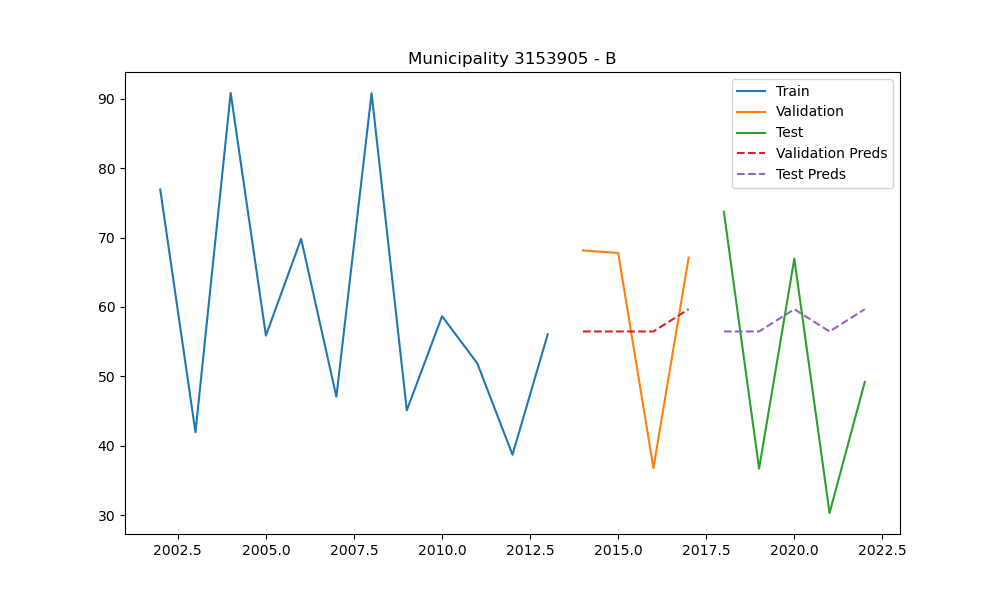 Municipality 3153905 - B
Train
Validation
Test
Validation Preds
Test Preds
90
80
70
60
50
40
30
2002.5 2005.0 2007.5 2010.0 2012.5 2015.0 2017.5 2020.0 2022.5